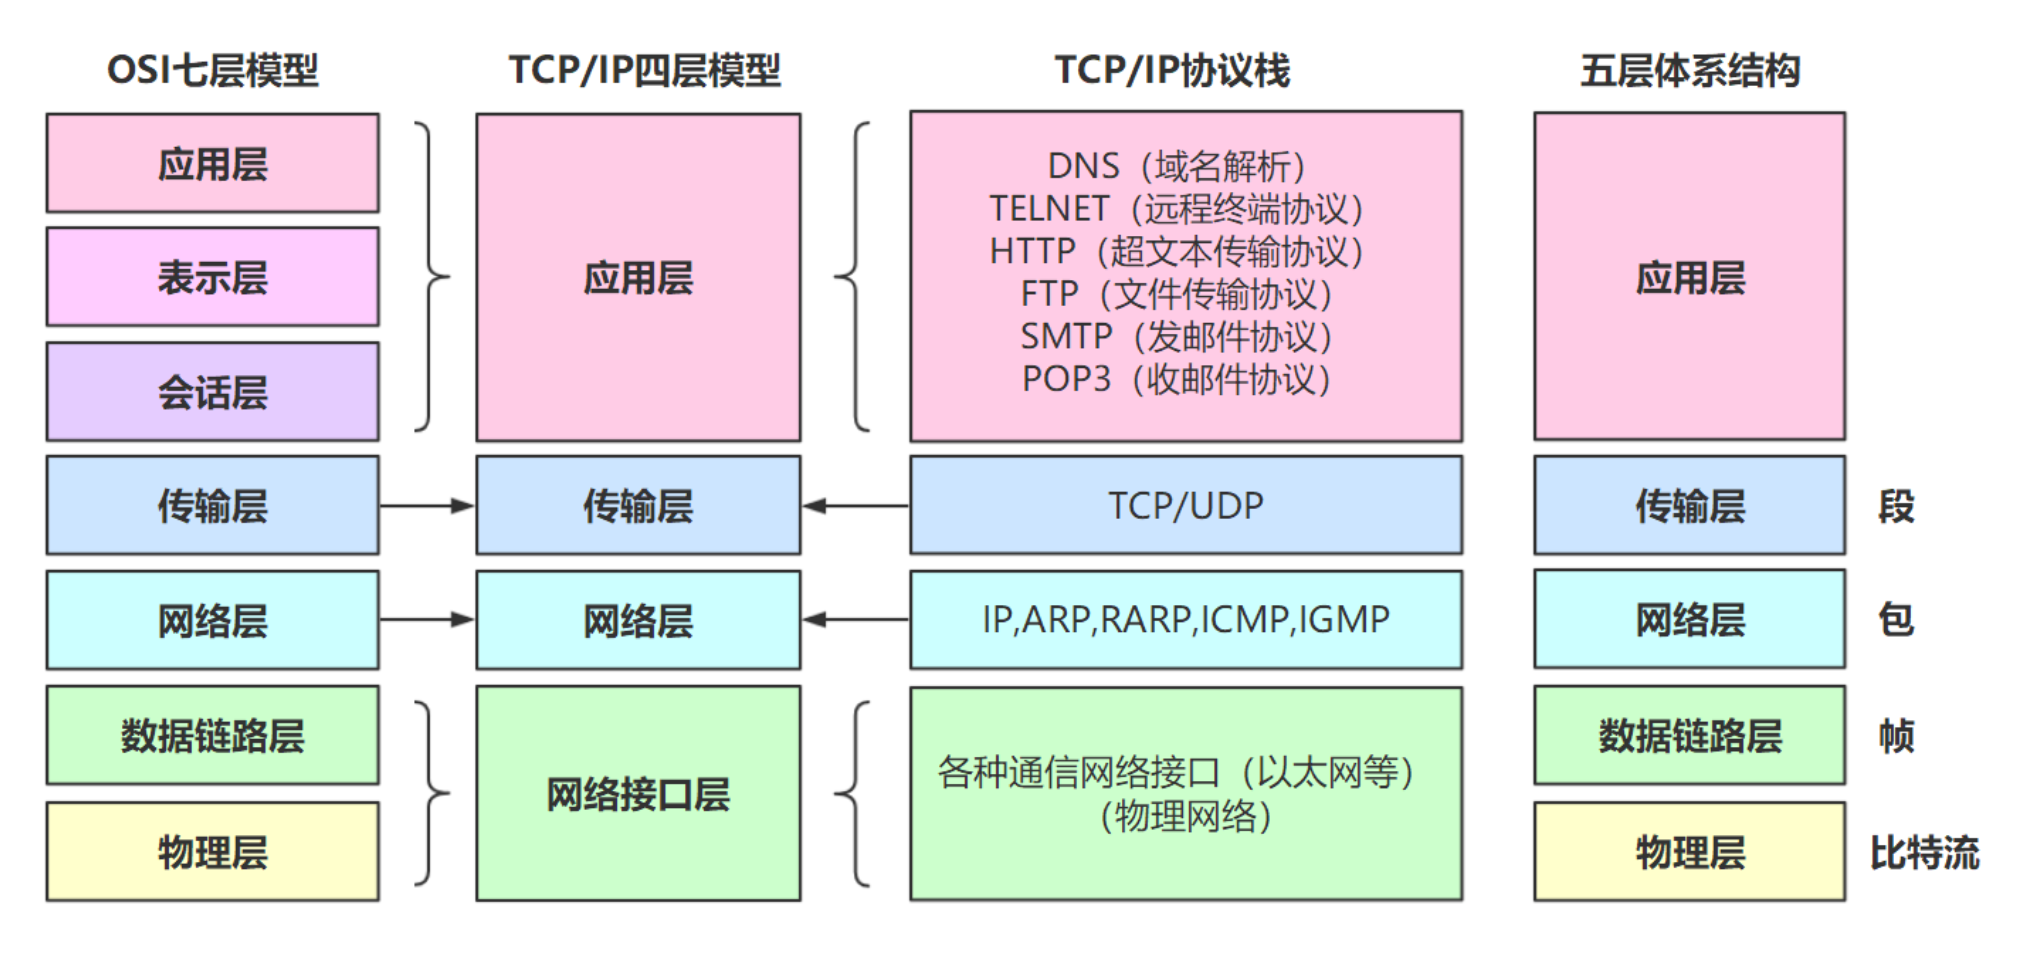 OSI七层模型
应用层
表示层
会话层
传输层
网络层
数据链路层
物理层
TCP/IP四层模型
应用层
传输层
网络层
网络接口层
TCP/IP协议栈
DNS（域名解析）
TELNET（远程终端协议）
HTTP（超文本传输协议）
FTP（文件传输协议）
SMTP（发邮件协议）
POP3（收邮件协议）
TCP/UDP
IP,ARP,RARP,ICMP,IGMP
各种通信网络接口（以太网等）
（物理网络）
五层体系结构
应用层
传输层 段
网络层 包
数据链路层 帧
物理层 比特流